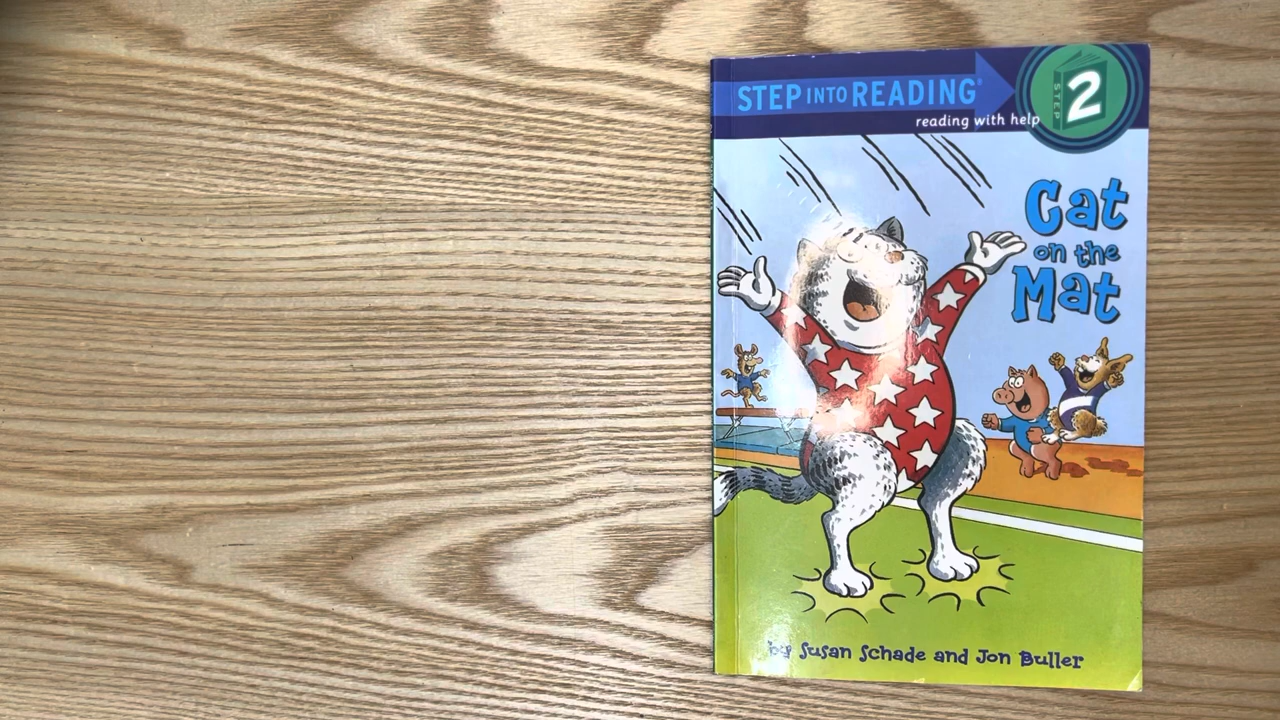 STEP INTO READING®
reading with help
STEP 2
Cat
on the
Mat
by Susan Schade and Jon Buller